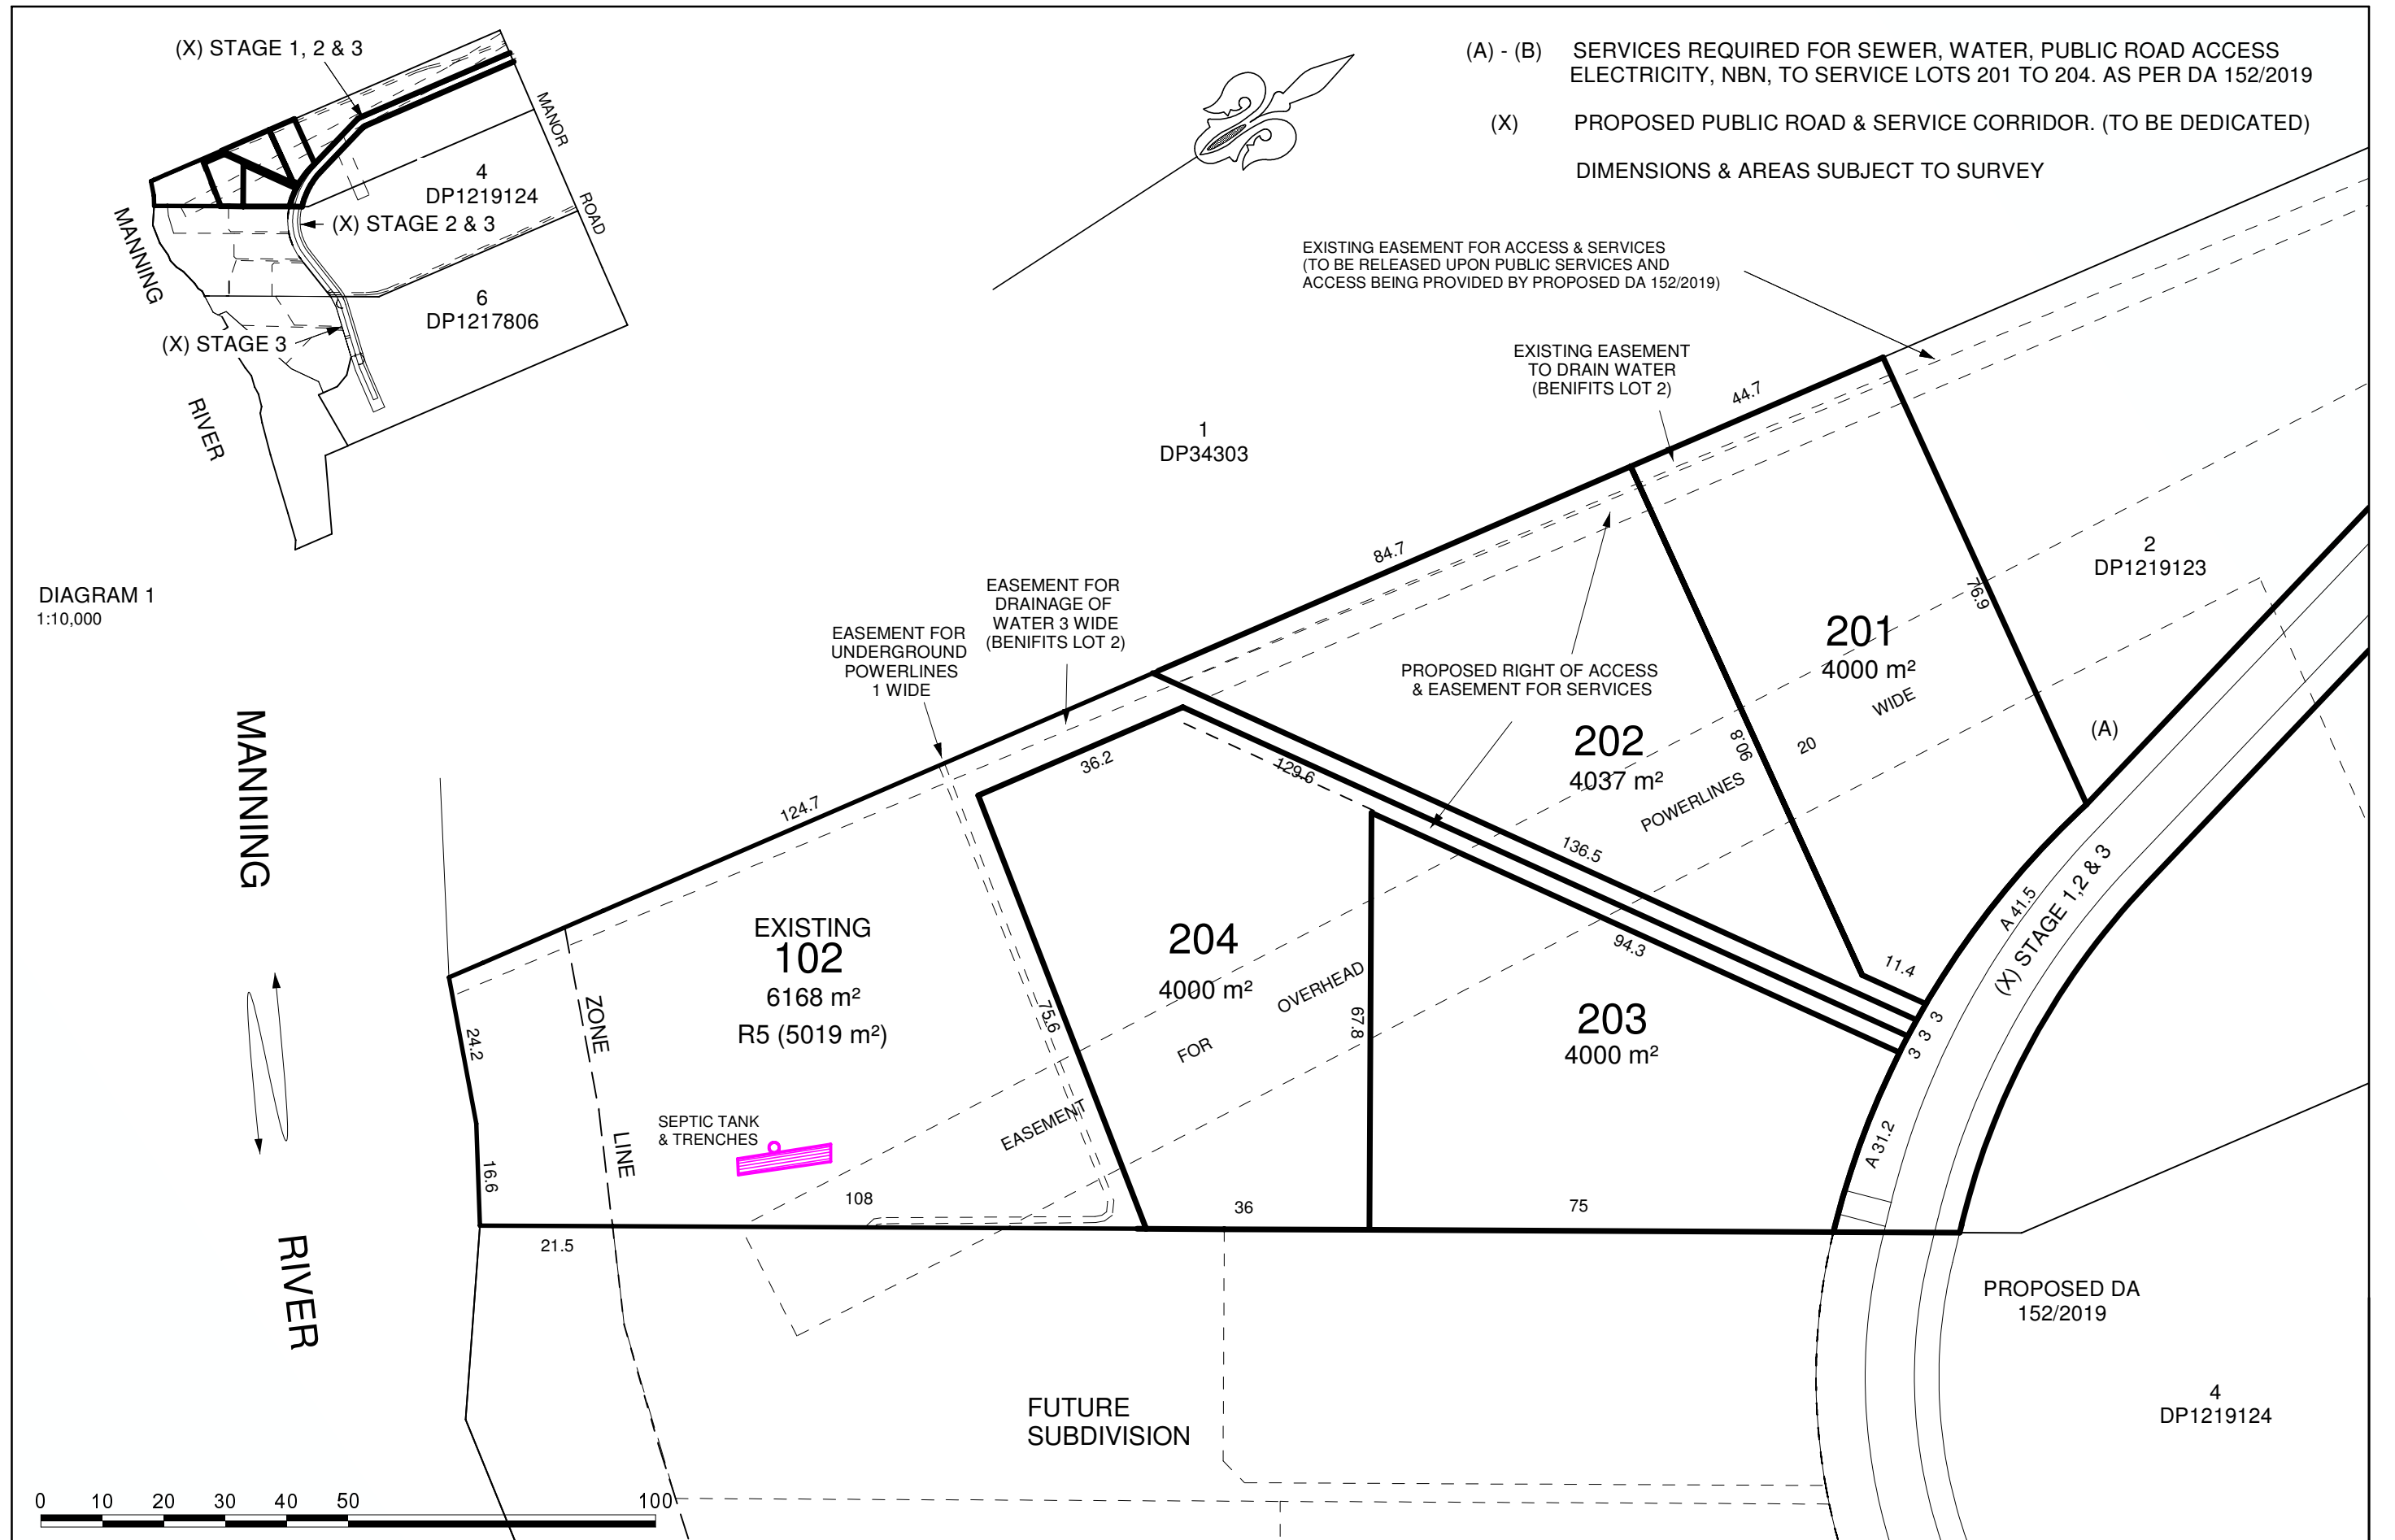 (X) STAGE 1, 2 & 3
MANOR
ROAD
4
DP1219124
(X) STAGE 2 & 3
6
DP1217806
(X) STAGE 3
MANNING
RIVER
DIAGRAM 1
1:10,000
(A) - (B) SERVICES REQUIRED FOR SEWER, WATER, PUBLIC ROAD ACCESS
ELECTRICITY, NBN, TO SERVICE LOTS 201 TO 204. AS PER DA 152/2019
(X) PROPOSED PUBLIC ROAD & SERVICE CORRIDOR. (TO BE DEDICATED)
DIMENSIONS & AREAS SUBJECT TO SURVEY
EXISTING EASEMENT FOR ACCESS & SERVICES
(TO BE RELEASED UPON PUBLIC SERVICES AND
ACCESS BEING PROVIDED BY PROPOSED DA 152/2019)
EXISTING EASEMENT
TO DRAIN WATER
(BENIFITS LOT 2)
44.7
1
DP34303
84.7
2
DP1219123
76.9
201
4000 m²
WIDE
20
POWERLINES
90.8
(A)
EASEMENT FOR
DRAINAGE OF
WATER 3 WIDE
(BENIFITS LOT 2)
EASEMENT FOR
UNDERGROUND
POWERLINES
1 WIDE
PROPOSED RIGHT OF ACCESS
& EASEMENT FOR SERVICES
202
4037 m²
36.2
129.6
124.7
136.5
94.3
11.4
A 41.5
(X) STAGE 1,2 & 3
3
3
3
A 31.2
MANNING
RIVER
EXISTING
102
6168 m²
R5 (5019 m²)
ZONE
LINE
24.2
16.6
75.6
204
4000 m²
OVERHEAD
FOR
EASEMENT
67.8
203
4000 m²
SEPTIC TANK
& TRENCHES
108
36
75
21.5
PROPOSED DA
152/2019
4
DP1219124
FUTURE
SUBDIVISION
0 10 20 30 40 50 100